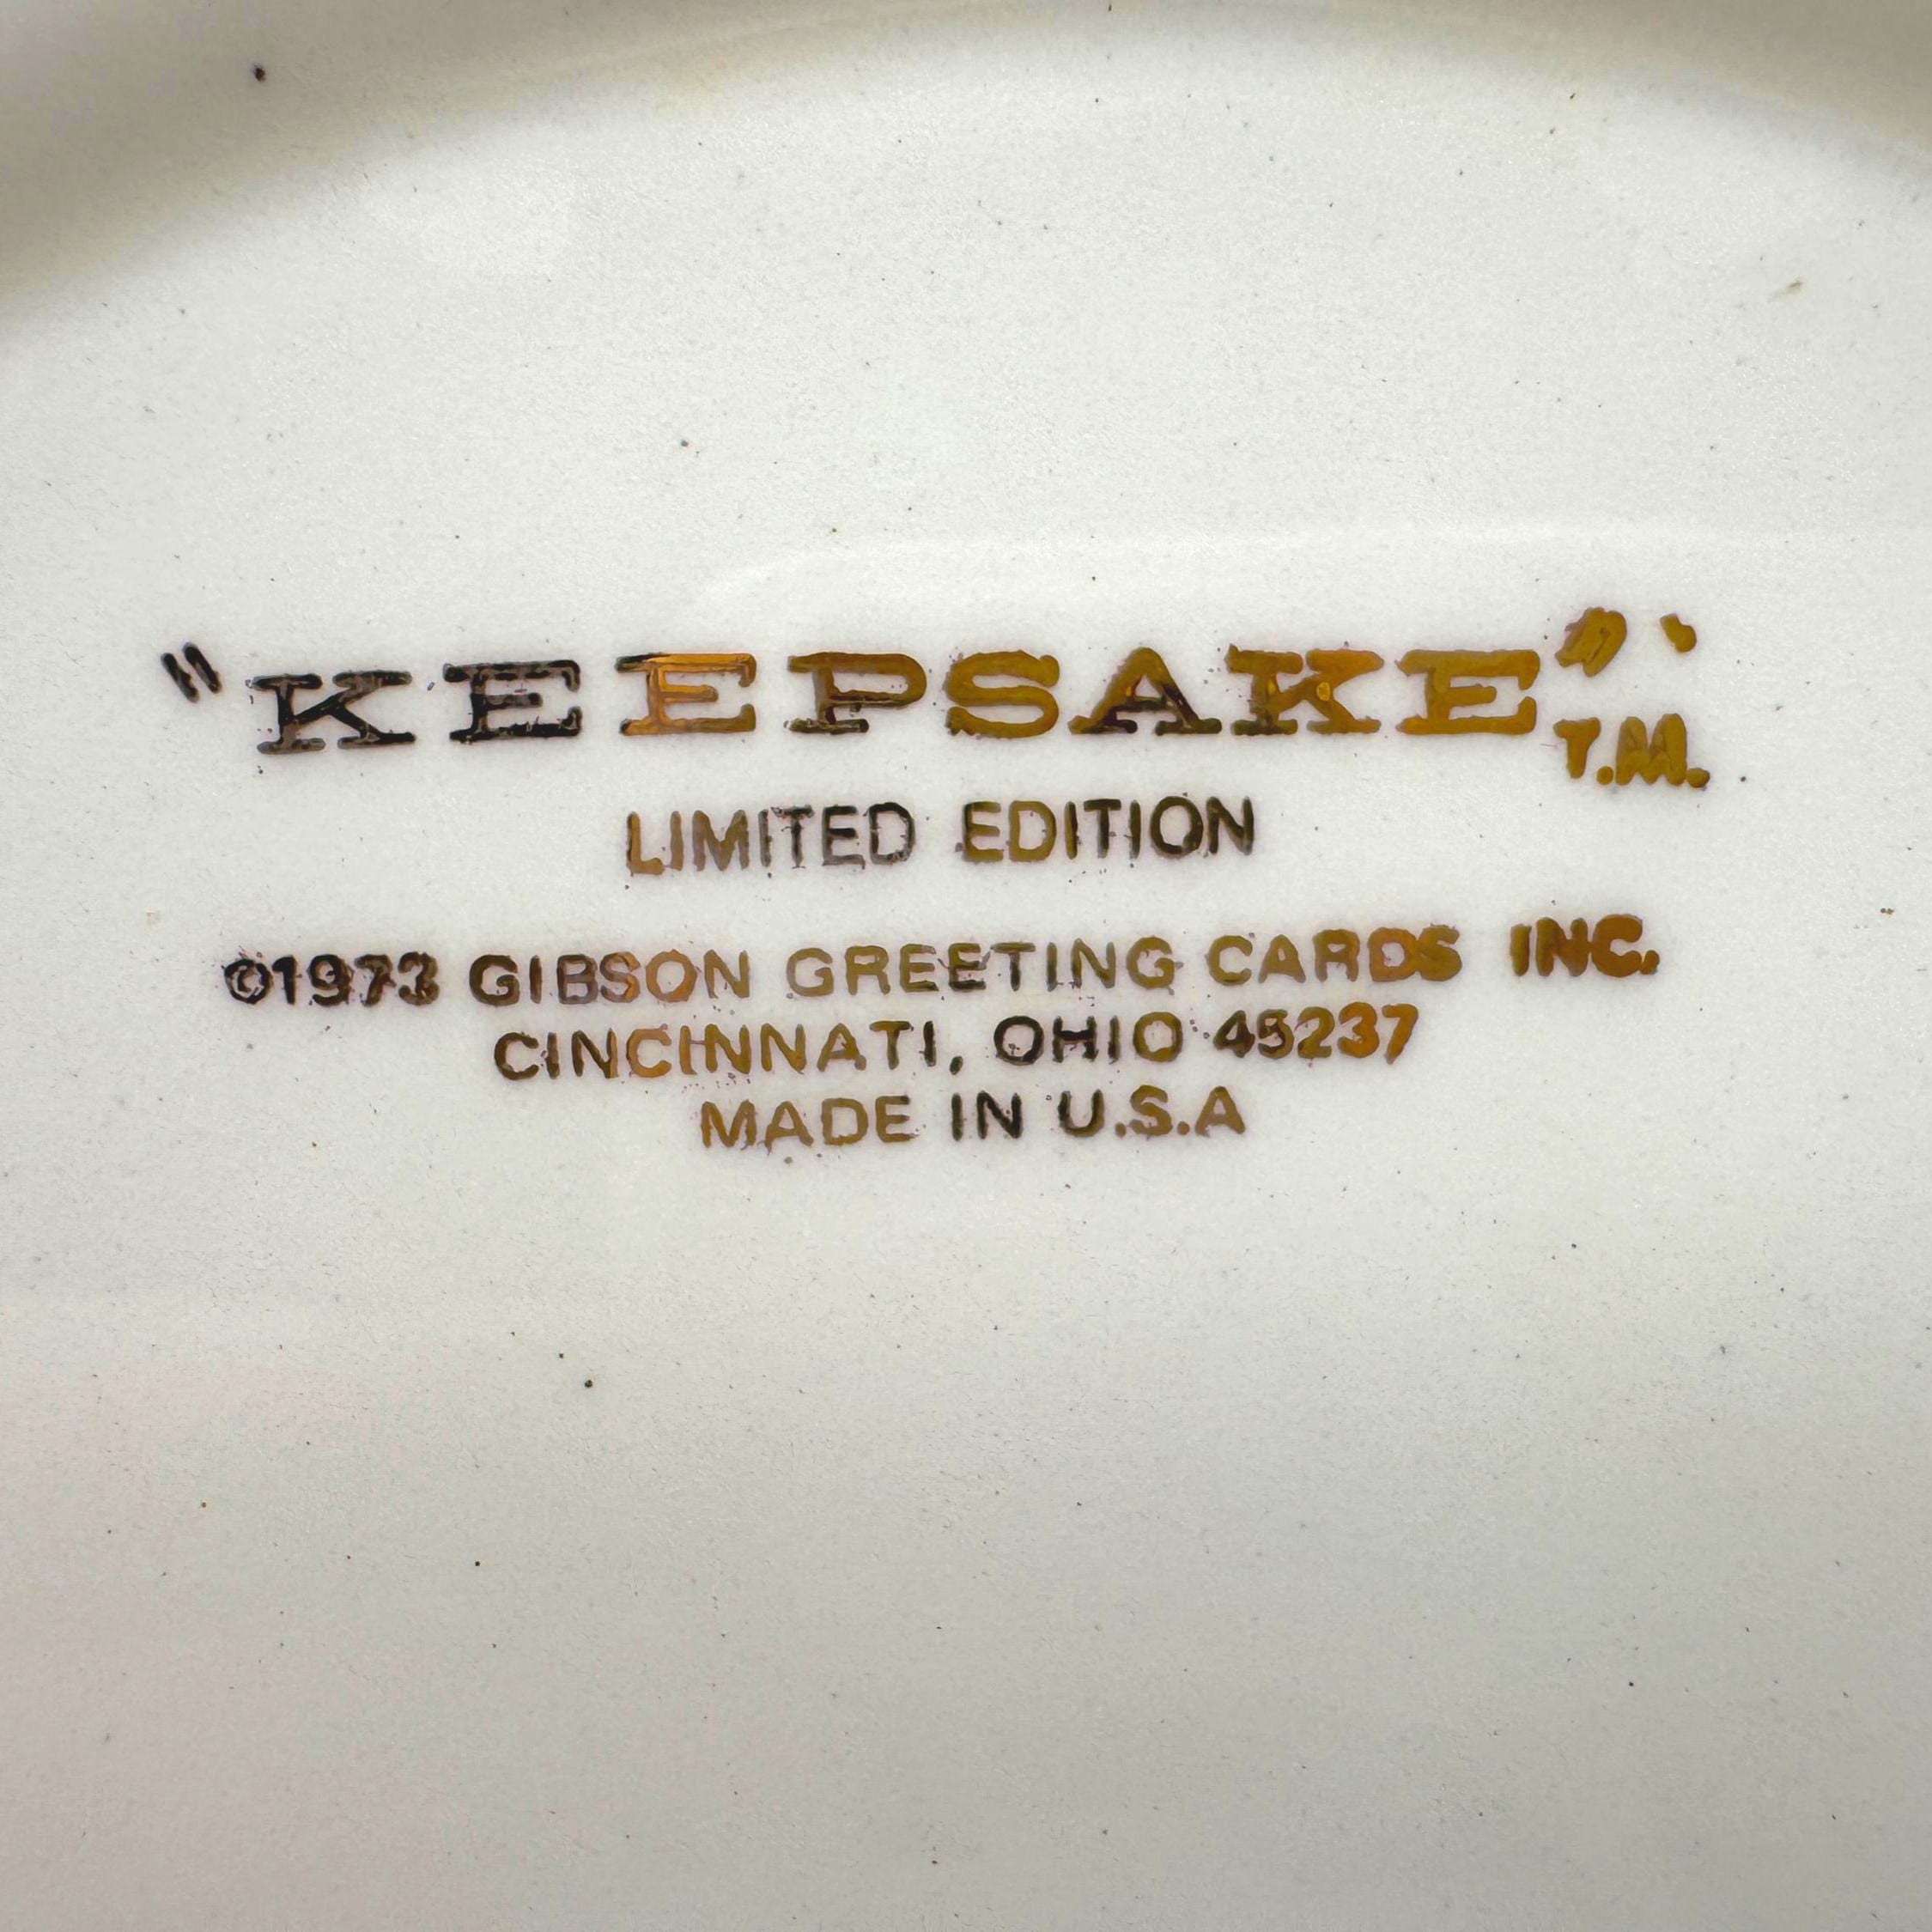 "KEEPSAKE" T.M.
LIMITED EDITION
©1973 GIBSON GREETING CARDS INC.
CINCINNATI, OHIO 45237
MADE IN U.S.A